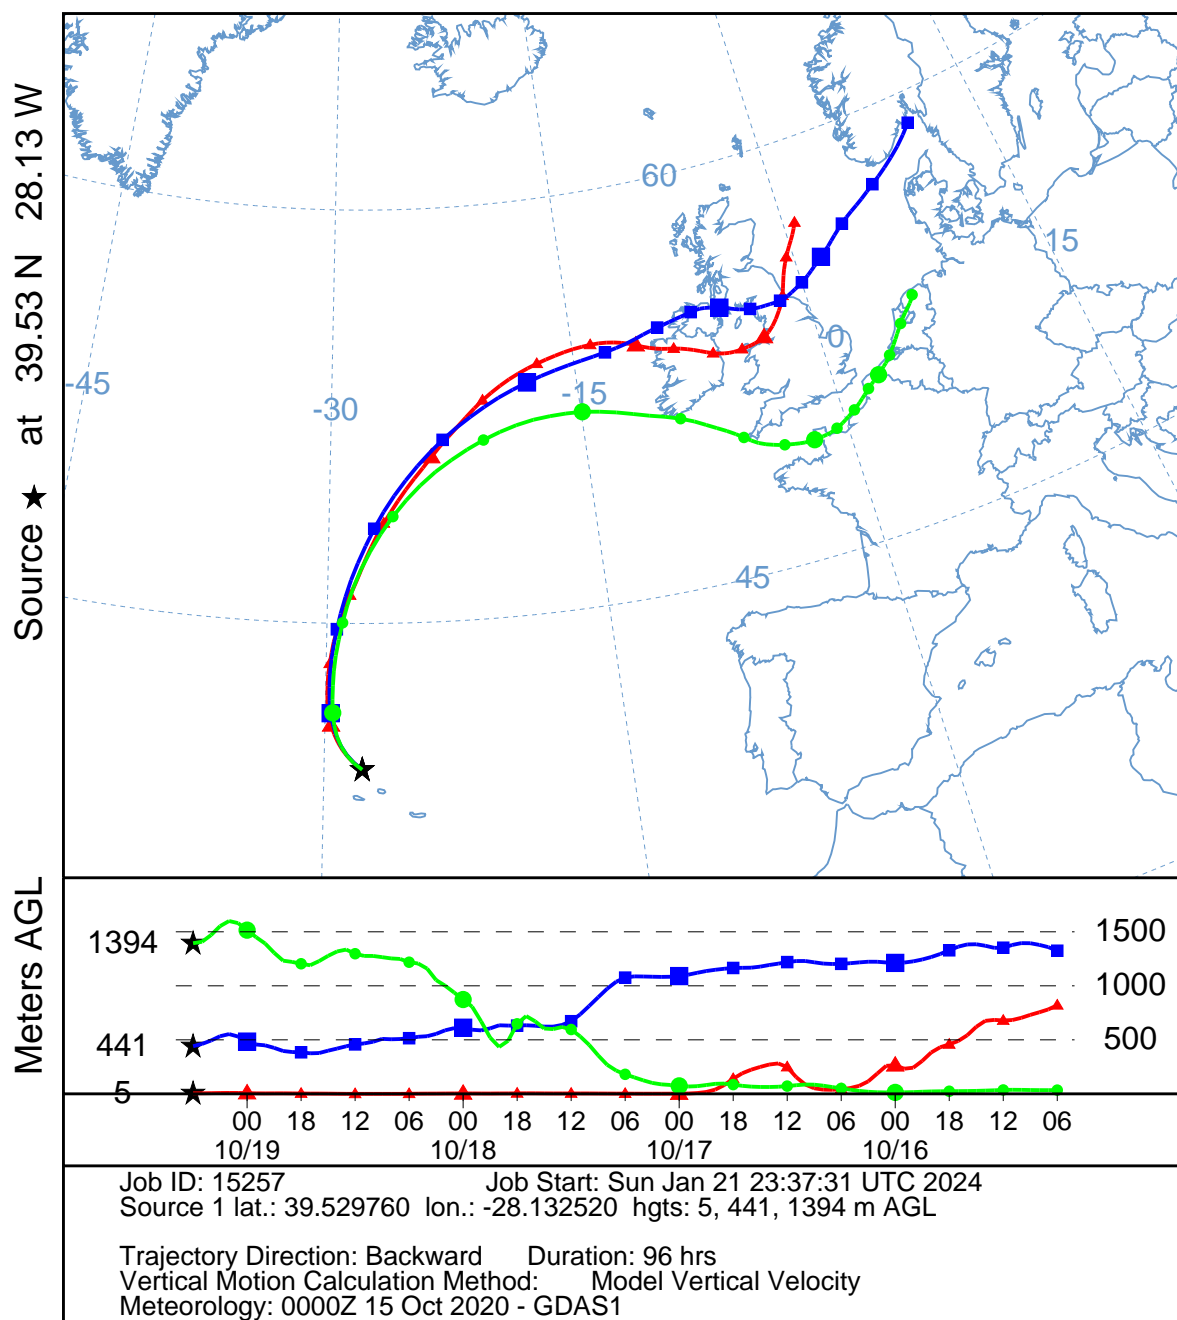 Source ★ at 39.53 N 28.13 W
60
15
0
-15
-30
-45
45
Meters AGL
1394
441
5
1500
1000
500
00 18 12 06 00 18 12 06 00 18 12 06 00 18 12 06
10/19 10/18 10/17 10/16
Job ID: 15257 Job Start: Sun Jan 21 23:37:31 UTC 2024
Source 1 lat.: 39.529760 lon.: -28.132520 hgts: 5, 441, 1394 m AGL
Trajectory Direction: Backward Duration: 96 hrs
Vertical Motion Calculation Method: Model Vertical Velocity
Meteorology: 0000Z 15 Oct 2020 - GDAS1